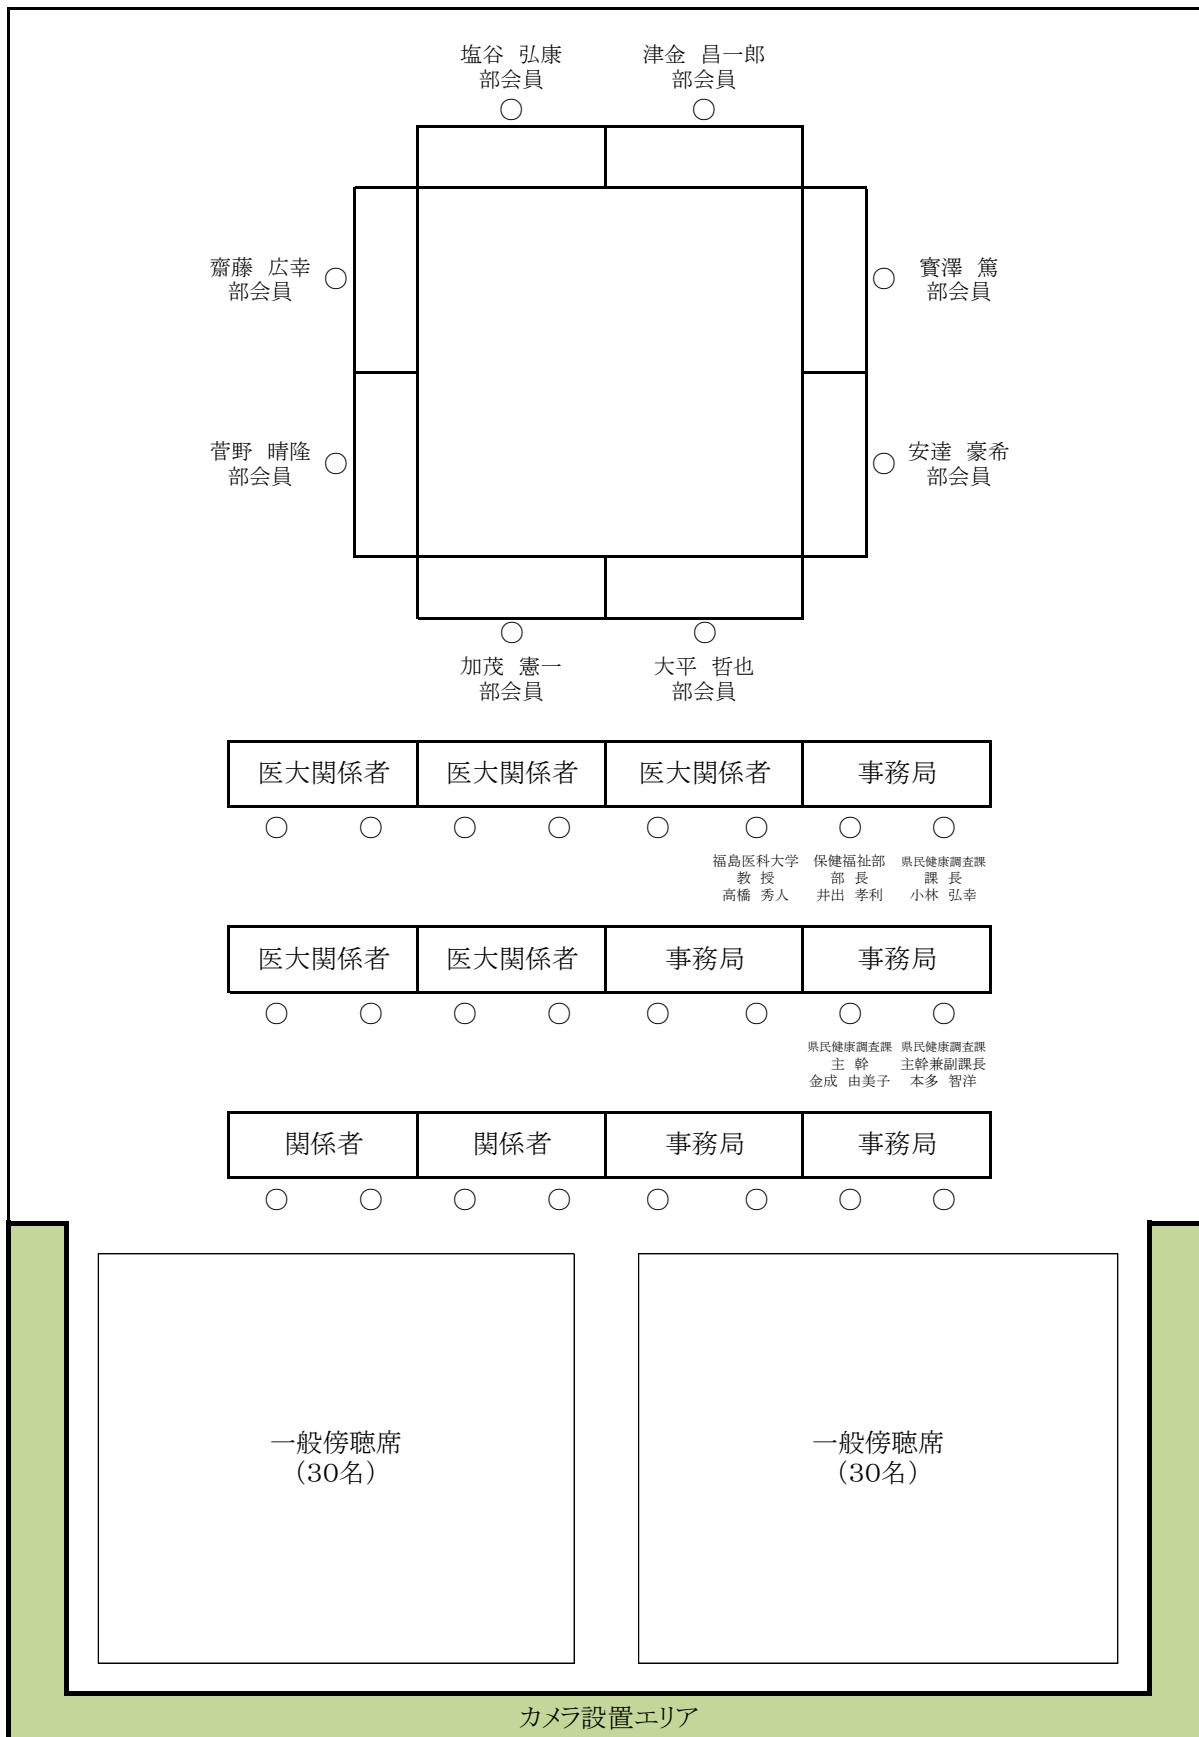 塩谷 弘康
部会員
津金 昌一郎
部会員
齋藤 広幸
部会員
寳澤 篤
部会員
菅野 晴隆
部会員
安達 豪希
部会員
加茂 憲一
部会員
大平 哲也
部会員
医大関係者
医大関係者
医大関係者
事務局
福島医科大学
教 授
高橋 秀人
保健福祉部
部 長
井出 孝利
県民健康調査課
課 長
小林 弘幸
医大関係者
医大関係者
事務局
事務局
県民健康調査課
主 幹
金成 由美子
県民健康調査課
主幹兼副課長
本多 智洋
関係者
関係者
事務局
事務局
一般傍聴席
（30名）
一般傍聴席
（30名）
カメラ設置エリア